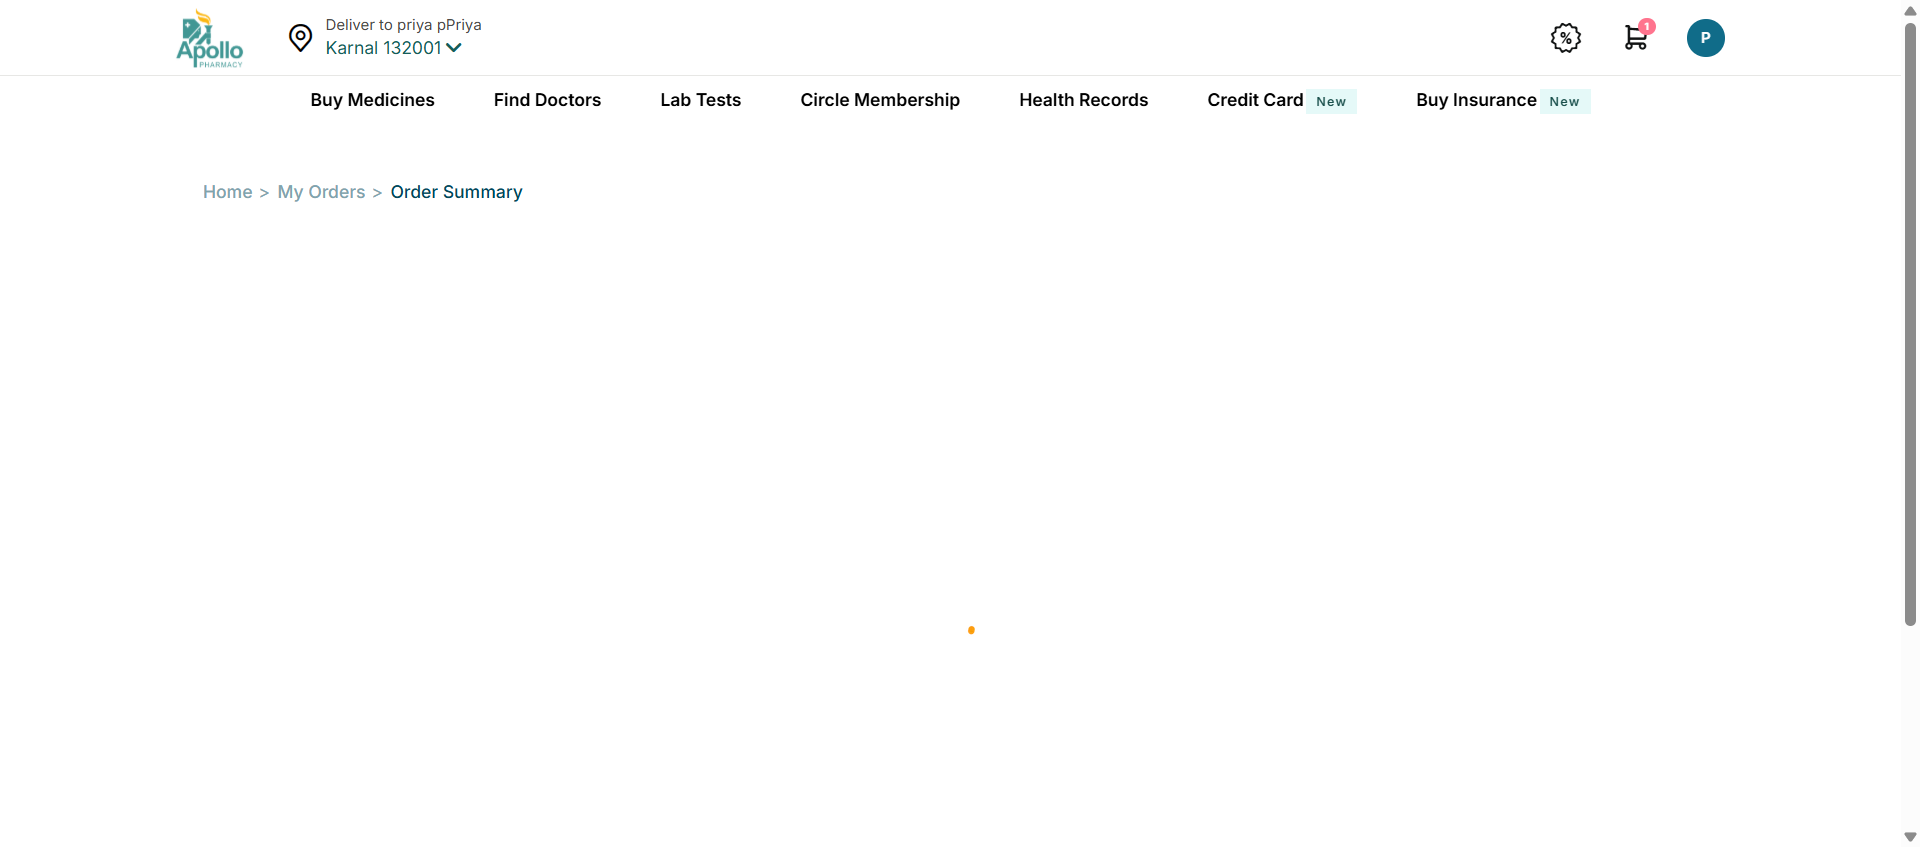 Apollo
PHARMACY
Deliver to priya pPriya
Karnal 132001
%
1
P
Buy Medicines
Find Doctors
Lab Tests
Circle Membership
Health Records
Credit Card New
Buy Insurance New
Home > My Orders > Order Summary